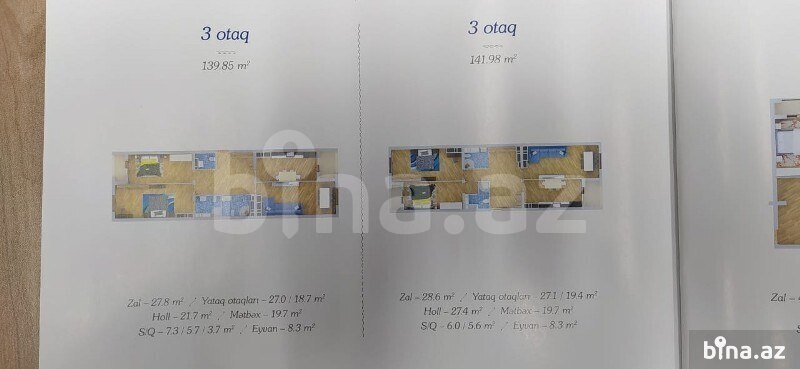 3 otaq
139.85 m²
Zal – 27.8 m² ⁄ Yataq otaqları – 27.0 / 18.7 m²
Holl – 21.7 m² ⁄ Mətbəx – 19.7 m²
S/Q – 7.3 / 5.7 / 3.7 m² ⁄ Eyvan – 8.3 m²
3 otaq
141.98 m²
Zal – 28.6 m² ⁄ Yataq otaqları – 27.1 / 19.4 m²
Holl – 27.4 m² ⁄ Mətbəx – 19.7 m²
S/Q – 6.0 / 5.6 m² ⁄ Eyvan – 8.3 m²
Zal –
bina.az
bina.az